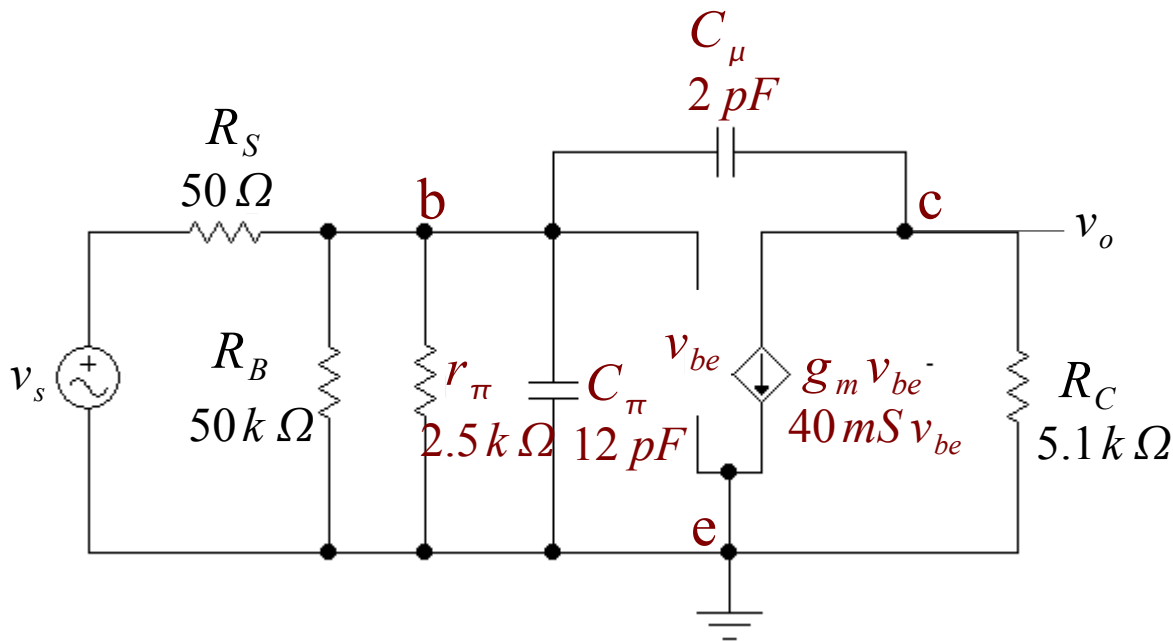 C_μ
2 pF
R_S
50 Ω
b
c
v_o
v_s
R_B
50 k Ω
r_π
2.5 k Ω
C_π
12 pF
v_be
g_m v_be
40 mS v_be
R_C
5.1 k Ω
e